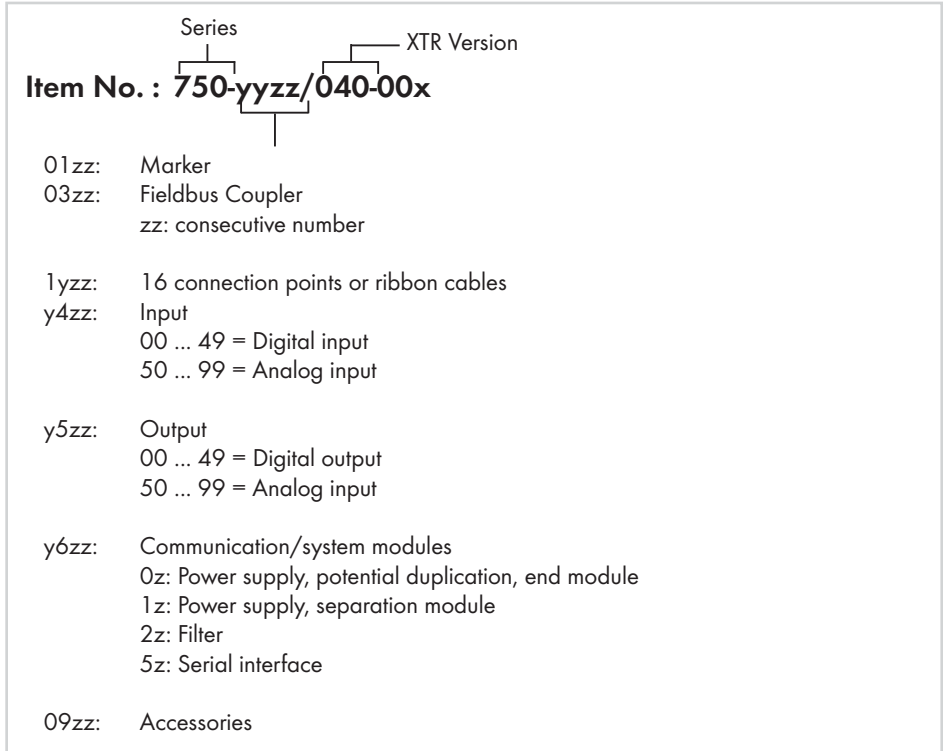 Series
XTR Version
Item No. : 750-yyzz/040-00x
01zz: Marker
03zz: Fieldbus Coupler
zz: consecutive number
1yzz: 16 connection points or ribbon cables
y4zz: Input
00 ... 49 = Digital input
50 ... 99 = Analog input
y5zz: Output
00 ... 49 = Digital output
50 ... 99 = Analog input
y6zz: Communication/system modules
0z: Power supply, potential duplication, end module
1z: Power supply, separation module
2z: Filter
5z: Serial interface
09zz: Accessories